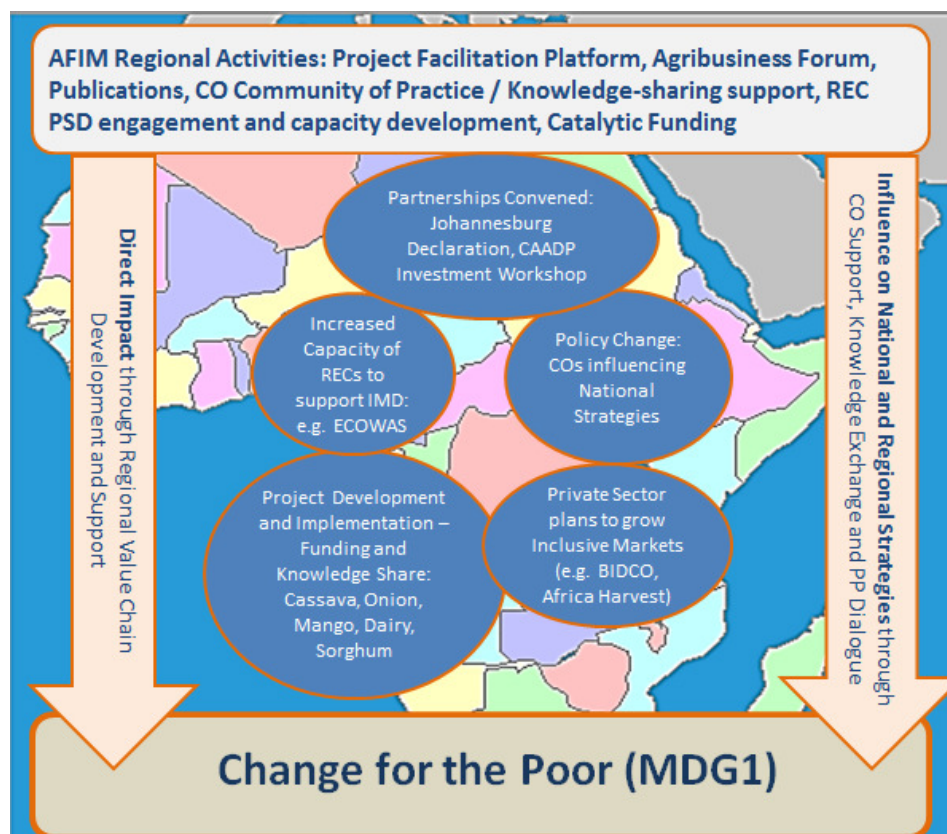 AFIM Regional Activities: Project Facilitation Platform, Agribusiness Forum,
Publications, CO Community of Practice / Knowledge-sharing support, REC
PSD engagement and capacity development, Catalytic Funding
Direct Impact through Regional Value Chain
Development and Support
Partnerships Convened:
Johannesburg
Declaration, CAADP
Investment Workshop
Increased
Capacity of
RECs to
support IMD:
e.g. ECOWAS
Policy Change:
COs influencing
National
Strategies
Project Development
and Implementation –
Funding and
Knowledge Share:
Cassava, Onion,
Mango, Dairy,
Sorghum
Private Sector
plans to grow
Inclusive Markets
(e.g. BIDCO,
Africa Harvest)
Influence on National and Regional Strategies through
CO Support, Knowledge Exchange and PP Dialogue
Change for the Poor (MDG1)